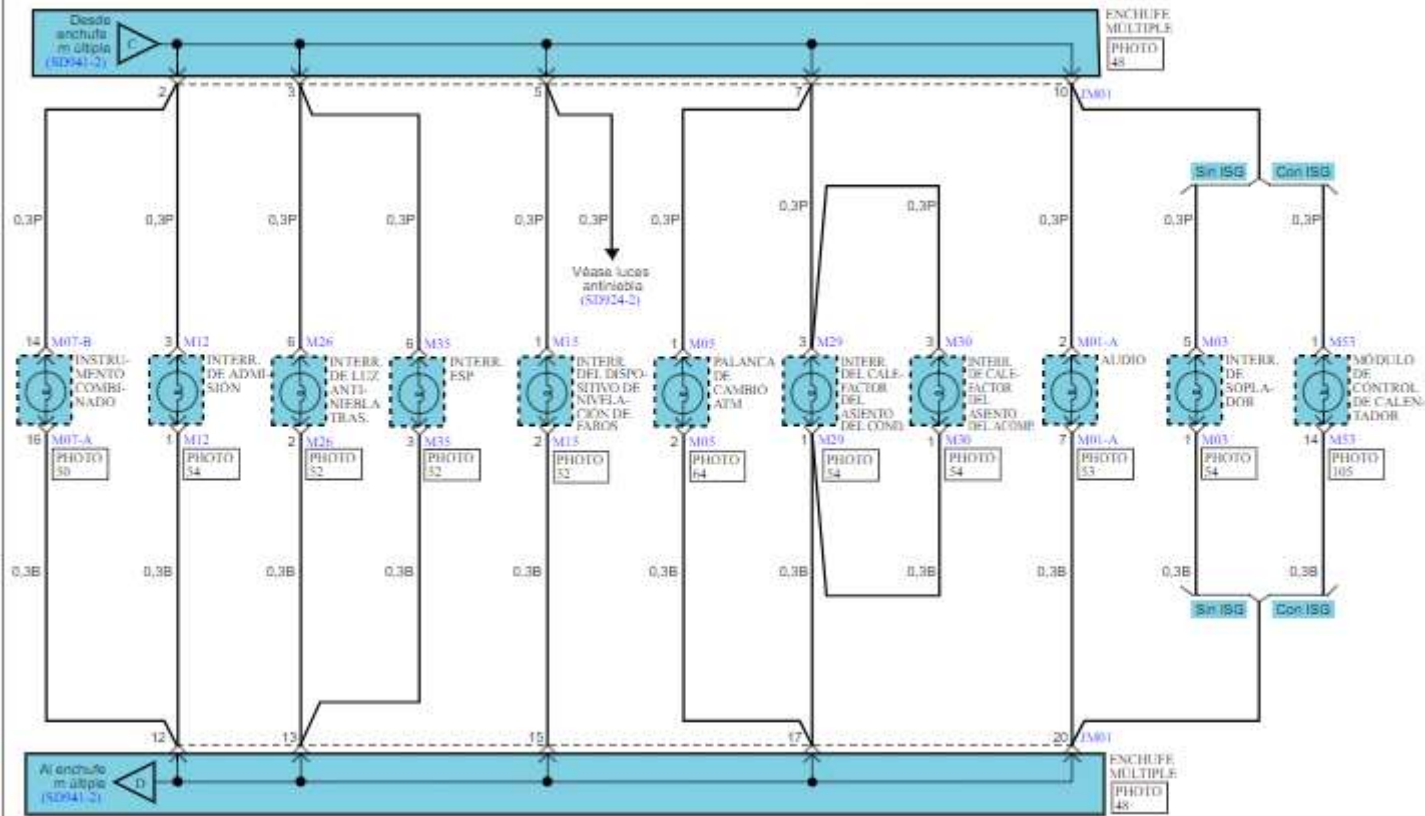 Desde
enchufe
m últiple
(SD941-2)
C
ENCHUFE
MÚLTIPLE
PHOTO
48
2
3
5
7
10
JM01
Sin ISG
Con ISG
0,3P
0,3P
0,3P
0,3P
0,3P
0,3P
0,3P
0,3P
0,3P
0,3P
0,3P
0,3P
Véase luces
antiniebla
(SD924-2)
14 M07-B
INSTRU-
MENTO
COMBI-
NADO
16 M07-A
PHOTO
50
3 M12
INTERR.
DE ADMI-
SIÓN
1 M12
PHOTO
54
6 M26
INTERR.
DE LUZ
ANTI-
NIEBLA
TRAS.
2 M26
PHOTO
52
6 M35
INTERR.
ESP
3 M35
PHOTO
52
1 M15
INTERR.
DEL DISPO-
SITIVO DE
NIVELA-
CIÓN DE
FAROS
2 M15
PHOTO
52
1 M05
PALANCA
DE
CAMBIO
ATM
2 M05
PHOTO
64
3 M29
INTERR.
DEL CALE-
FACTOR
DEL
ASIENTO
DEL COND.
1 M29
PHOTO
54
3 M30
INTERR.
DE CALE-
FACTOR
DEL
ASIENTO
DEL ACOMP.
1 M30
PHOTO
54
2 M01-A
AUDIO
7 M01-A
PHOTO
53
5 M03
INTERR.
DE
SOPLA-
DOR
1 M03
PHOTO
54
1 M53
MÓDULO
DE
CONTROL
DE CALEN-
TADOR
14 M53
PHOTO
105
0,3B
0,3B
0,3B
0,3B
0,3B
0,3B
0,3B
0,3B
0,3B
0,3B
0,3B
Sin ISG
Con ISG
12
13
15
17
20
JM01
Al enchufe
m últiple
(SD941-2)
D
ENCHUFE
MÚLTIPLE
PHOTO
48